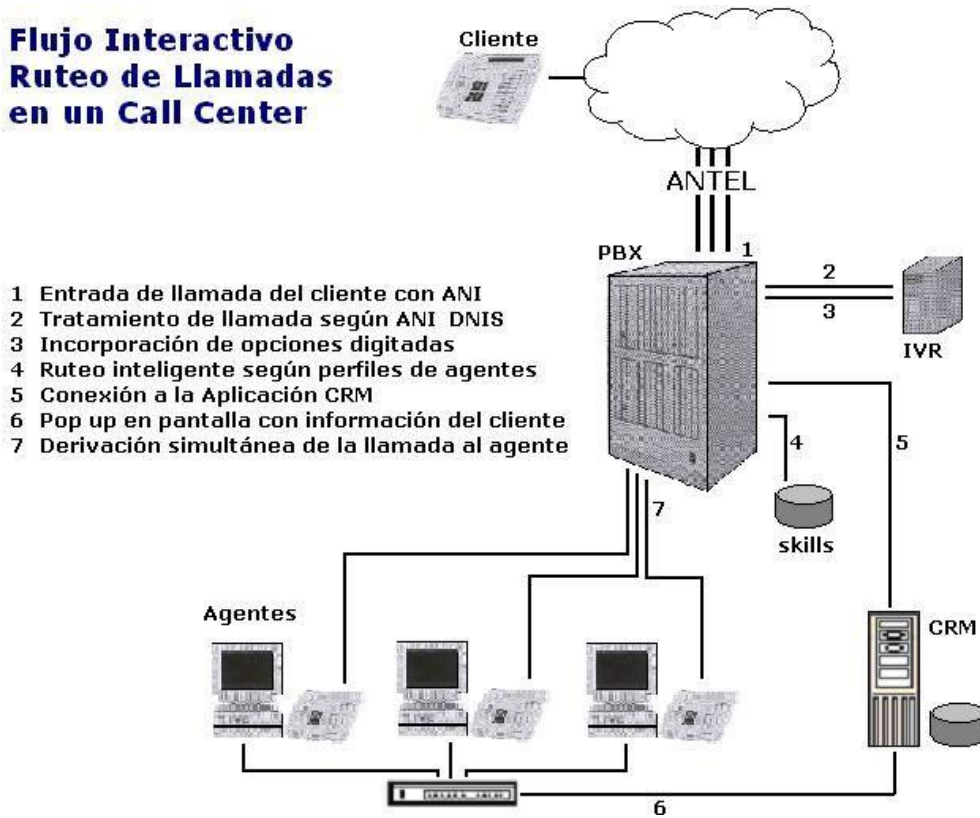 Flujo Interactivo
Ruteo de Llamadas
en un Call Center
Cliente
ANTEL
PBX
1
2
3
IVR
1 Entrada de llamada del cliente con ANI
2 Tratamiento de llamada según ANI DNIS
3 Incorporación de opciones digitadas
4 Ruteo inteligente según perfiles de agentes
5 Conexión a la Aplicación CRM
6 Pop up en pantalla con información del cliente
7 Derivación simultánea de la llamada al agente
4
5
7
skills
Agentes
CRM
6